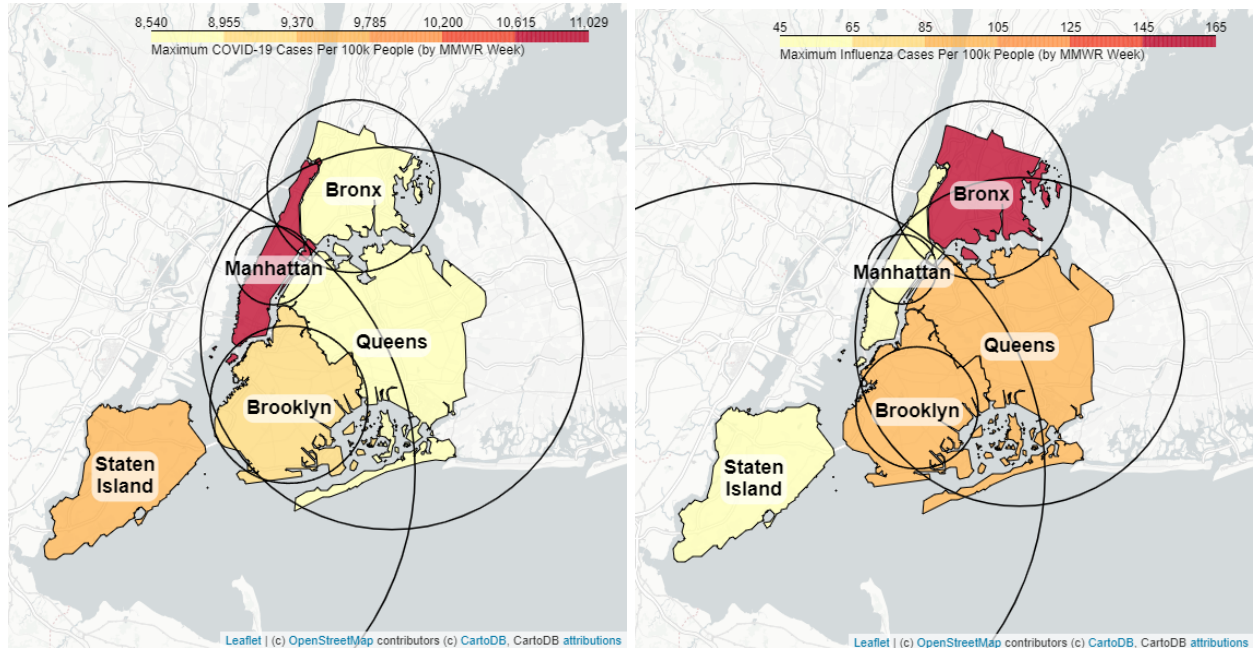 8,540 8,955 9,370 9,785 10,200 10,615 11,029
Maximum COVID-19 Cases Per 100k People (by MMWR Week)
Bronx
Manhattan
Queens
Brooklyn
Staten
Island
Leaflet | (c) OpenStreetMap contributors (c) CartoDB, CartoDB attributions
45 65 85 105 125 145 165
Maximum Influenza Cases Per 100k People (by MMWR Week)
Bronx
Manhattan
Queens
Brooklyn
Staten
Island
Leaflet | (c) OpenStreetMap contributors (c) CartoDB, CartoDB attributions